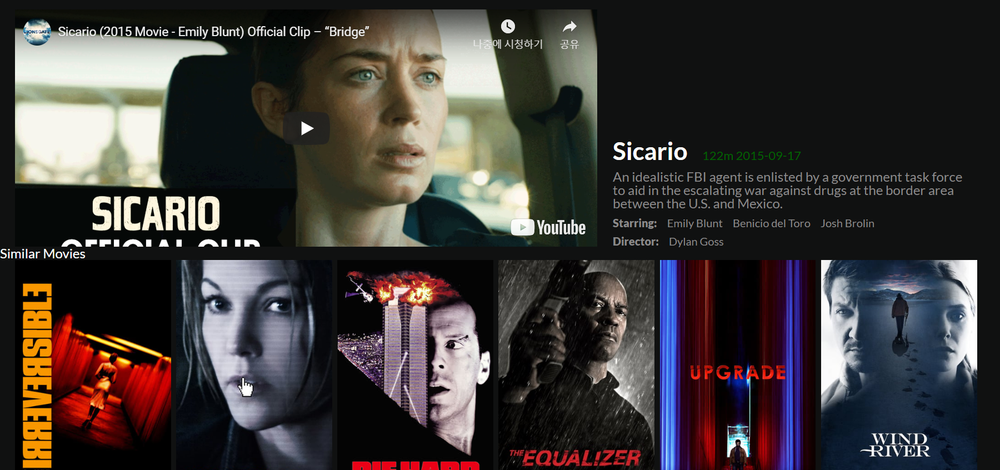 LIONSGATE
Sicario (2015 Movie - Emily Blunt) Official Clip – “Bridge”
나중에 시청하기
공유
SICARIO
OFFICIAL CLIP
YouTube
Sicario
122m 2015-09-17
An idealistic FBI agent is enlisted by a government task force
to aid in the escalating war against drugs at the border area
between the U.S. and Mexico.
Starring: Emily Blunt Benicio del Toro Josh Brolin
Director: Dylan Goss
Similar Movies
IRREVERSIBLE
DIE HARD
THE EQUALIZER
UPGRADE
WIND
RIVER